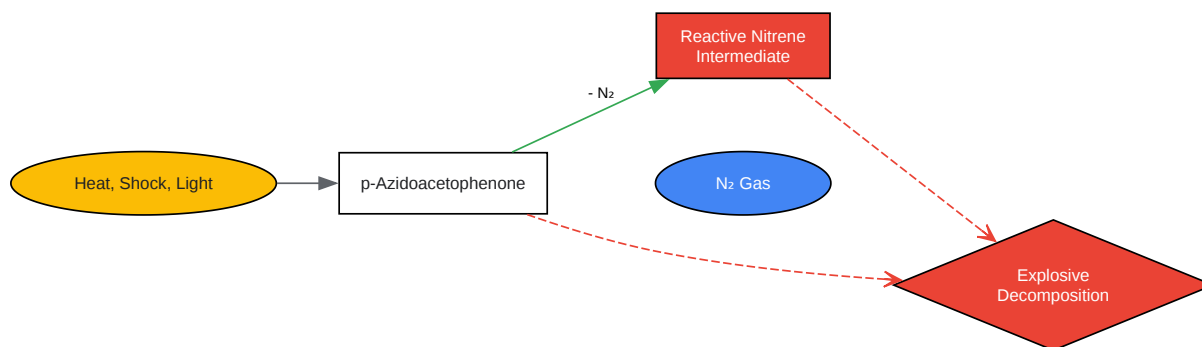 Reactive Nitrene
Intermediate
- N₂
Heat, Shock, Light
p-Azidoacetophenone
N₂ Gas
Explosive
Decomposition